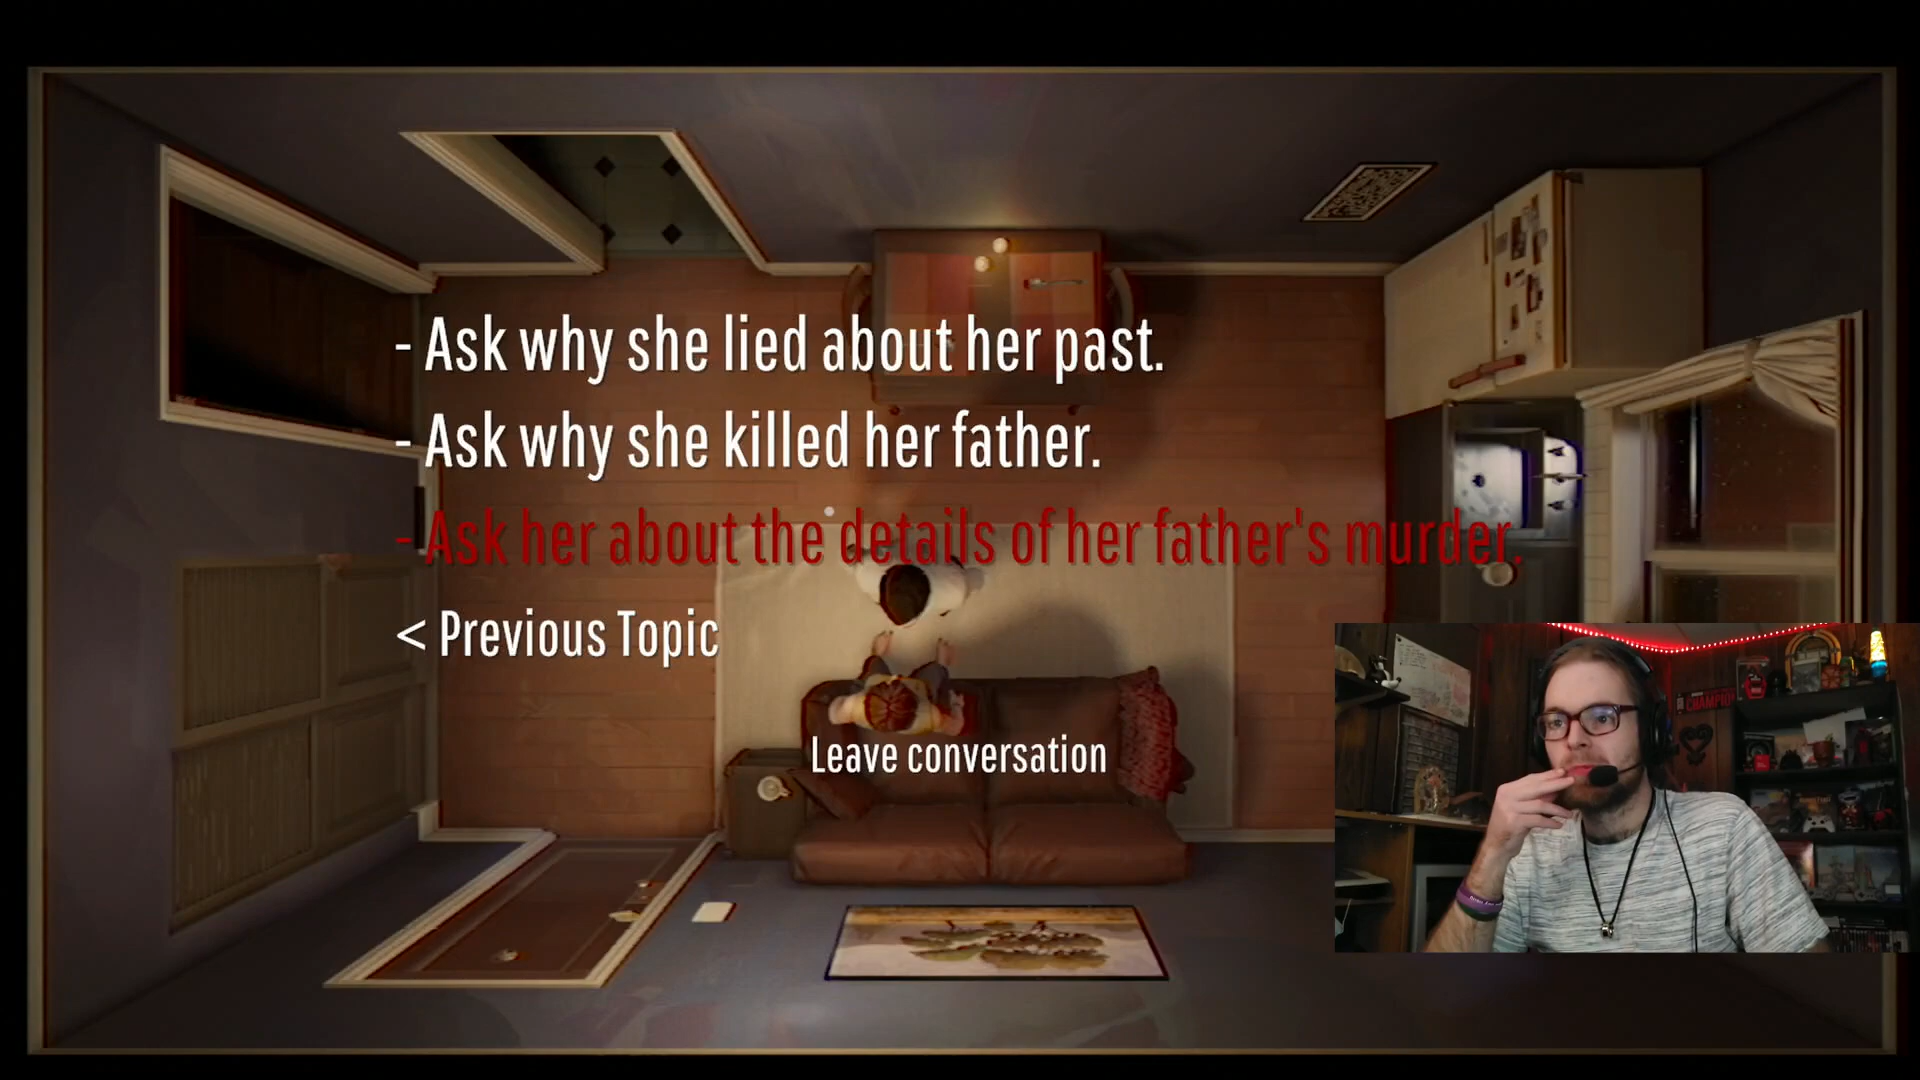 - Ask why she lied about her past.
- Ask why she killed her father.
- Ask her about the details of her father's murder.
< Previous Topic
Leave conversation
CHAMPION